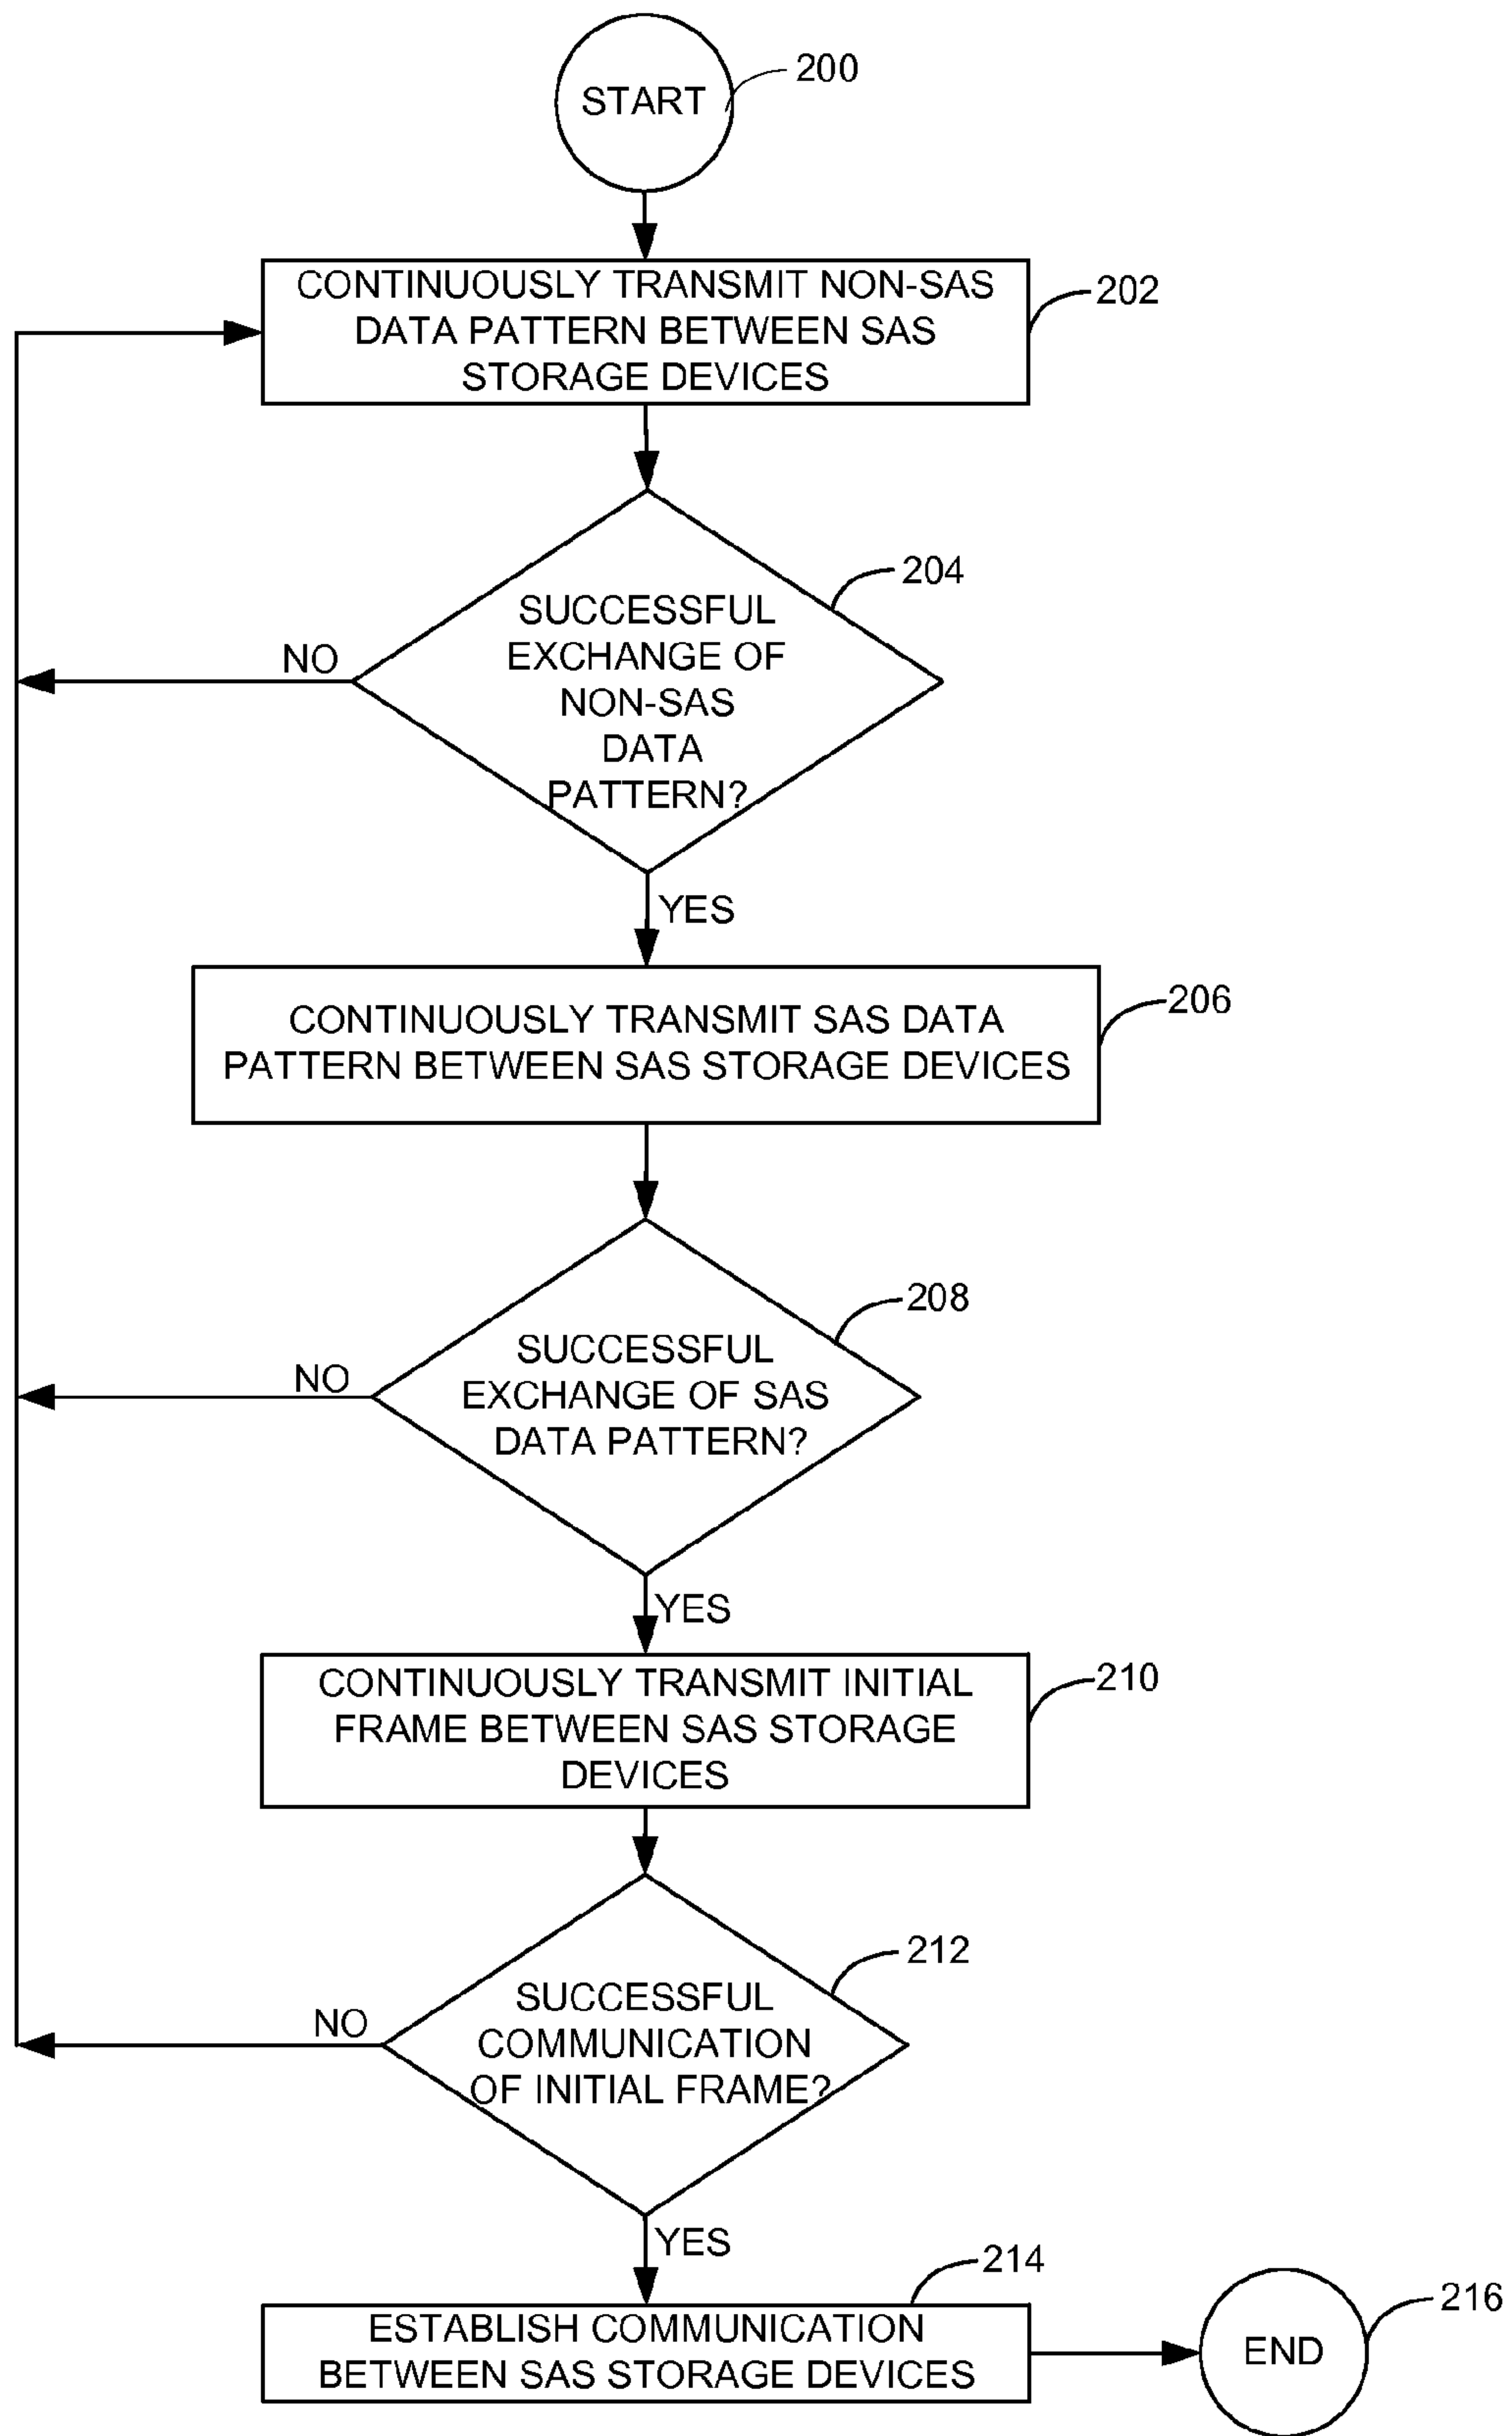 START
200
CONTINUOUSLY TRANSMIT NON-SAS
DATA PATTERN BETWEEN SAS
STORAGE DEVICES
202
SUCCESSFUL
EXCHANGE OF
NON-SAS
DATA
PATTERN?
204
NO
YES
CONTINUOUSLY TRANSMIT SAS DATA
PATTERN BETWEEN SAS STORAGE DEVICES
206
SUCCESSFUL
EXCHANGE OF SAS
DATA PATTERN?
208
NO
YES
CONTINUOUSLY TRANSMIT INITIAL
FRAME BETWEEN SAS STORAGE
DEVICES
210
SUCCESSFUL
COMMUNICATION
OF INITIAL FRAME?
212
NO
YES
214
ESTABLISH COMMUNICATION
BETWEEN SAS STORAGE DEVICES
END
216